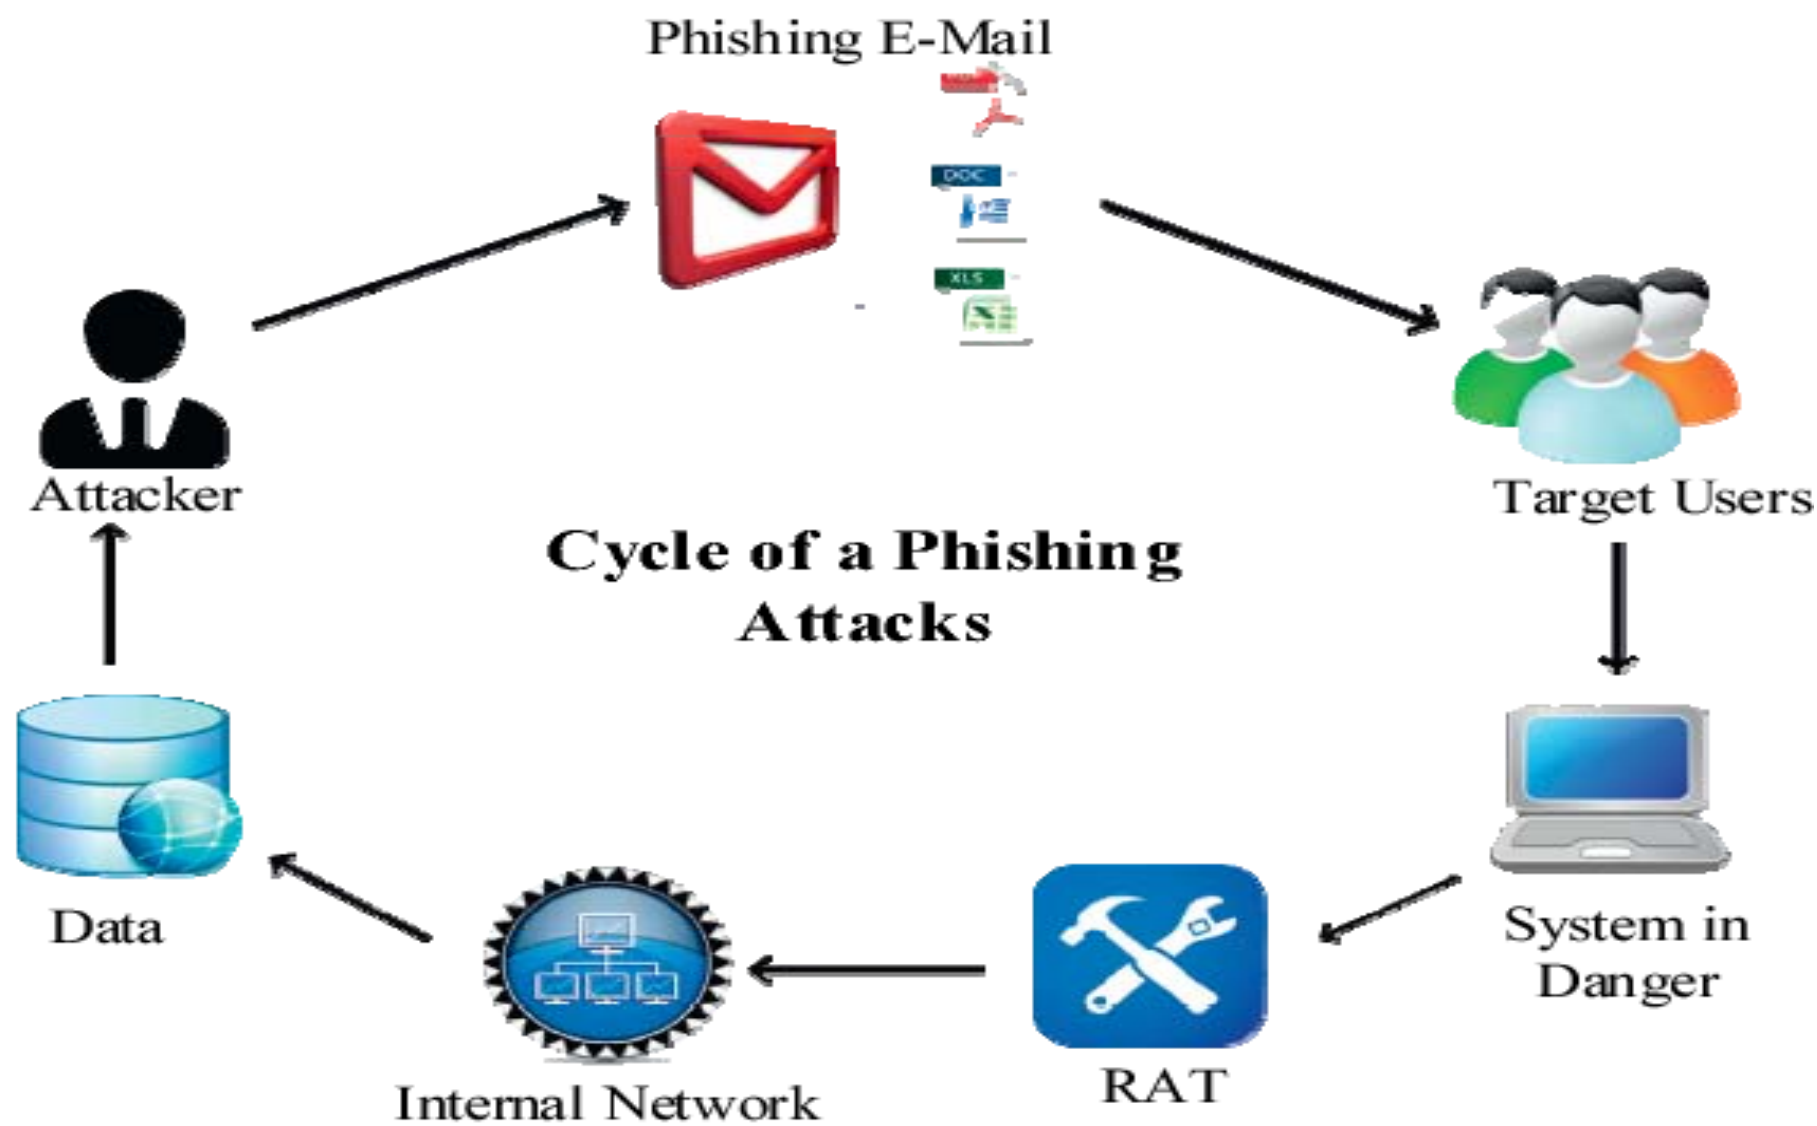 Phishing E-Mail
DOC
XLS
Attacker
Target Users
Cycle of a Phishing
Attacks
Data
System in
Danger
Internal Network
RAT